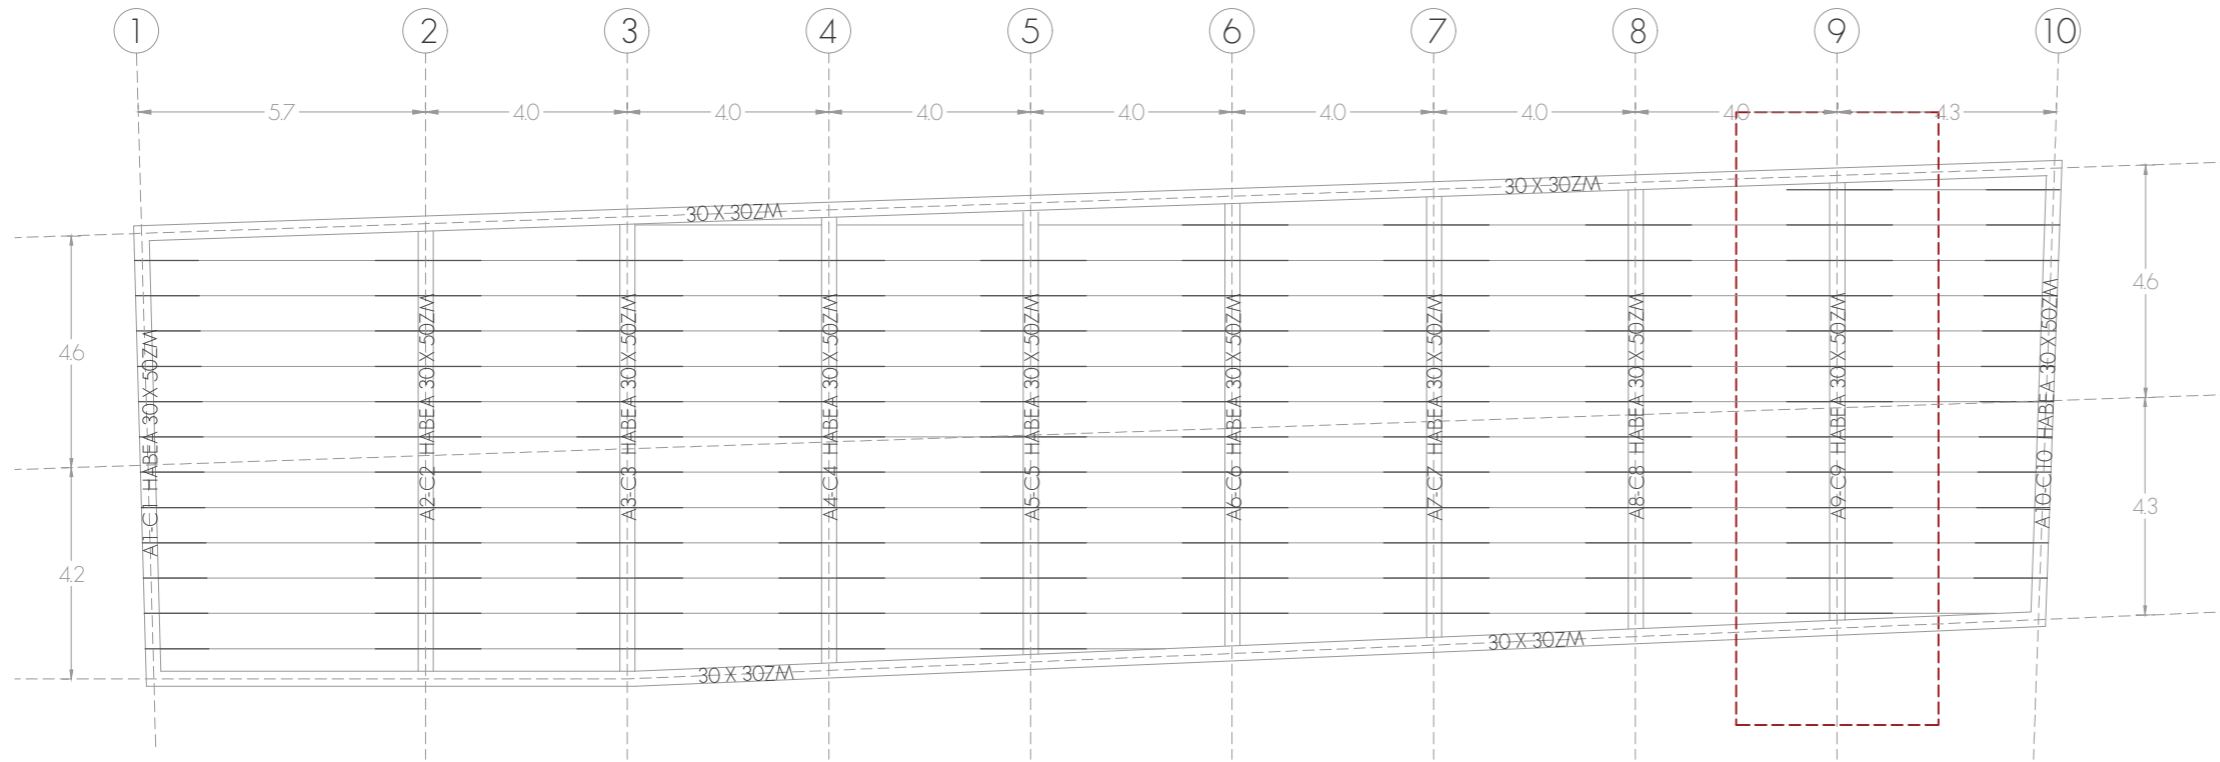 1 2 3 4 5 6 7 8 9 10
5.7 4.0 4.0 4.0 4.0 4.0 4.0 4.0 4.3
30 X 30ZM
30 X 30ZM
4.6
4.2
4.6
4.3
A1-C1 HABEA 30 X 50ZM
A2-C2 HABEA 30 X 50ZM
A3-C3 HABEA 30 X 50ZM
A4-C4 HABEA 30 X 50ZM
A5-C5 HABEA 30 X 50ZM
A6-C6 HABEA 30 X 50ZM
A7-C7 HABEA 30 X 50ZM
A8-C8 HABEA 30 X 50ZM
A9-C9 HABEA 30 X 50ZM
A10-C10 HABEA 30 X 50ZM
30 X 30ZM
30 X 30ZM